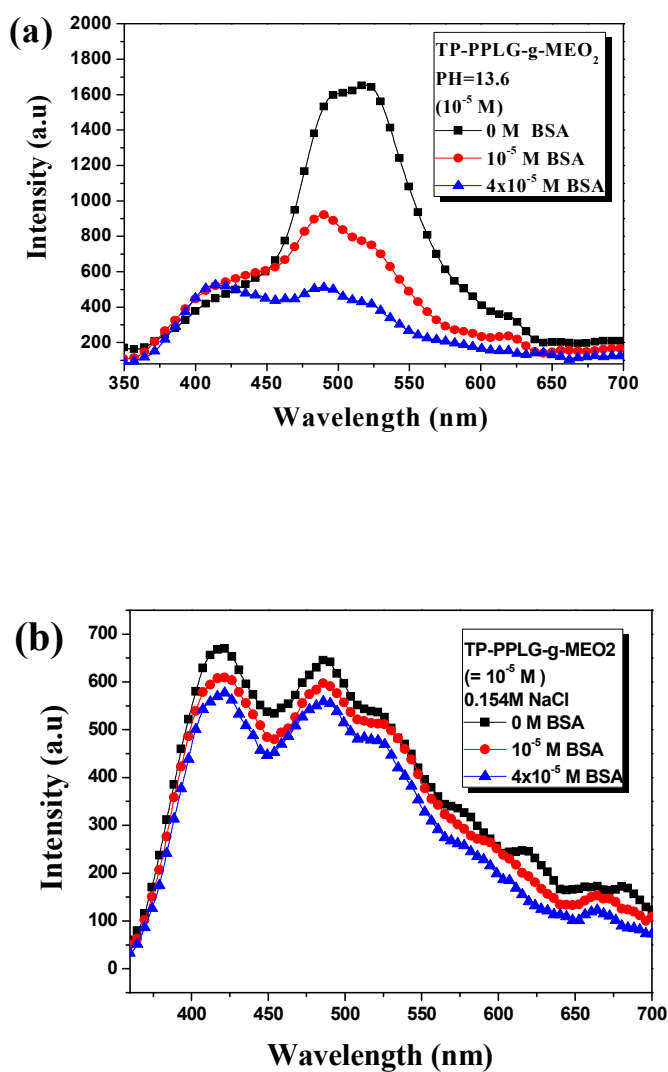 (a)
2000
1800
1600
1400
1200
1000
800
600
400
200
Intensity (a.u)
TP-PPLG-g-MEO₂
PH=13.6
(10⁻⁵ M)
0 M BSA
10⁻⁵ M BSA
4x10⁻⁵ M BSA
350 400 450 500 550 600 650 700
Wavelength (nm)
(b)
700
600
500
400
300
200
100
0
Intensity (a.u)
TP-PPLG-g-MEO2
(= 10⁻⁵ M )
0.154M NaCl
0 M BSA
10⁻⁵ M BSA
4x10⁻⁵ M BSA
400 450 500 550 600 650 700
Wavelength (nm)